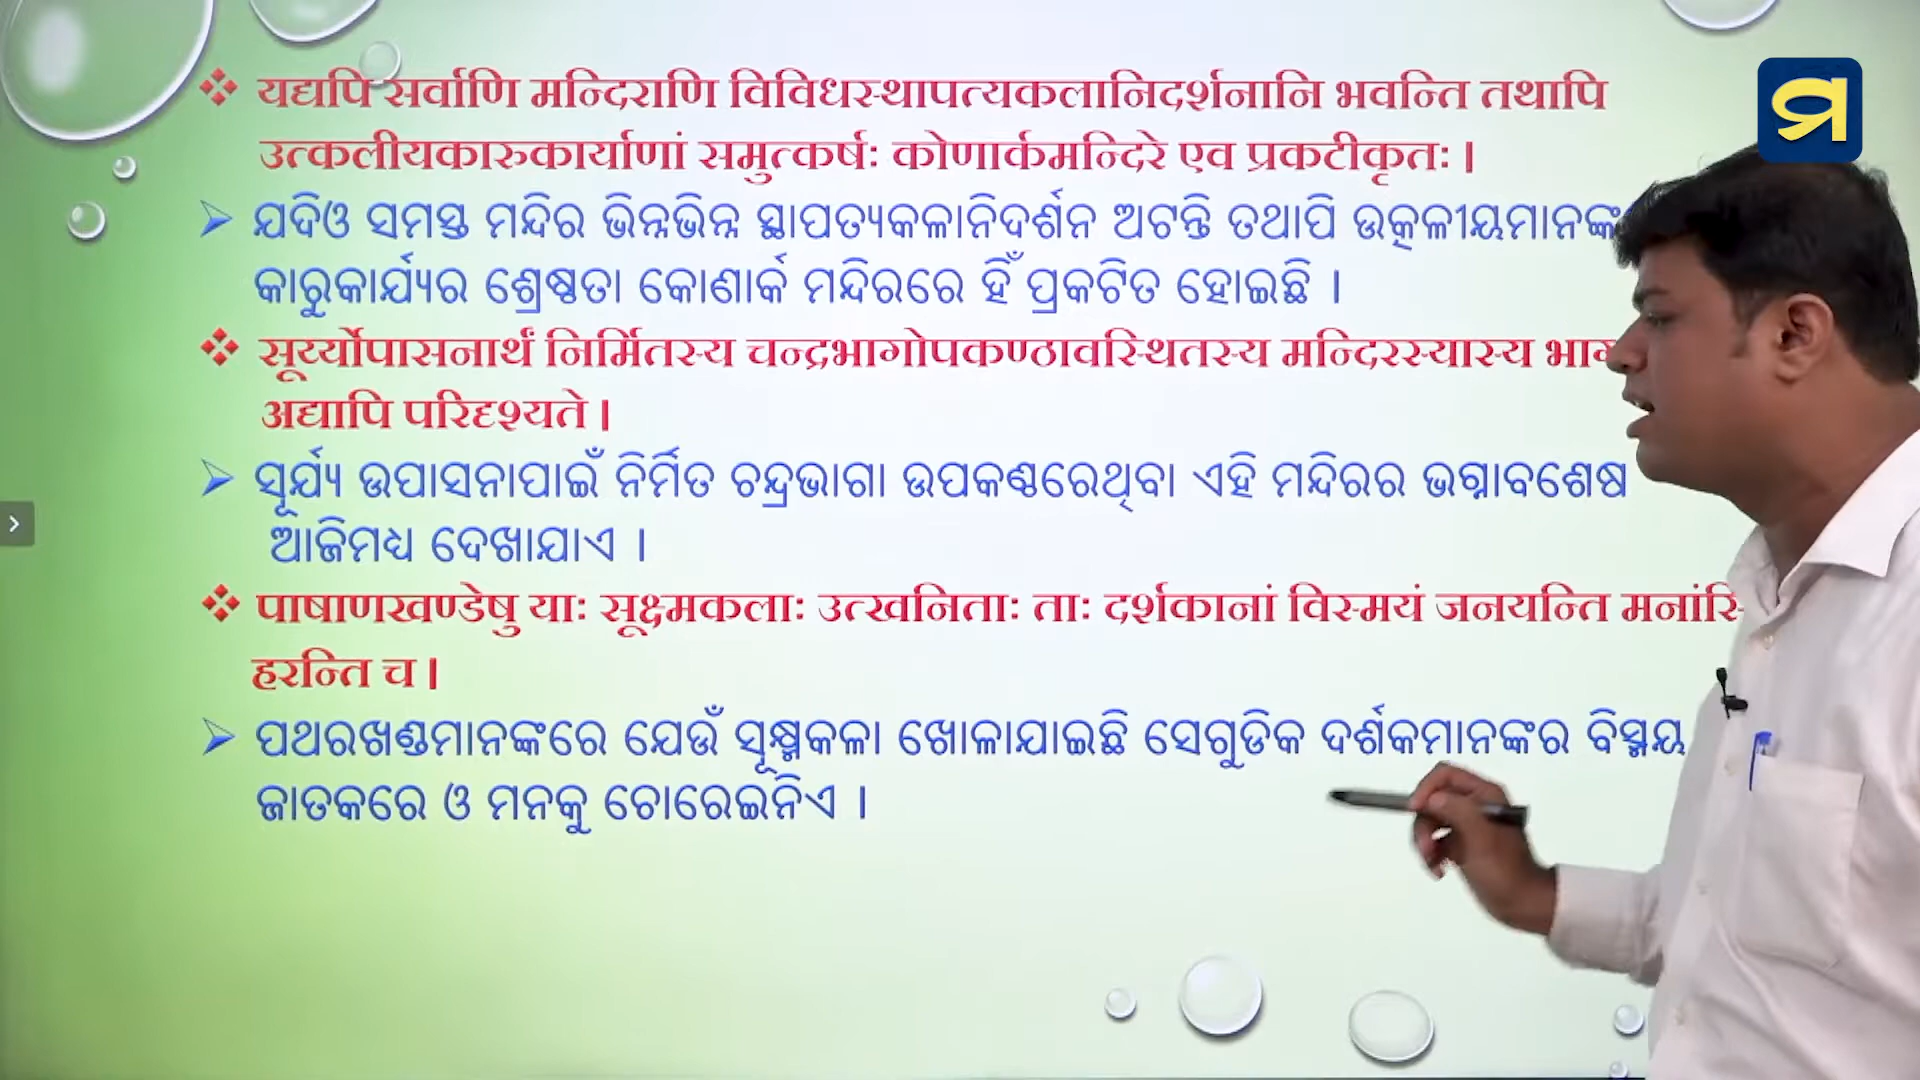 यद्यपि सर्वाणि मन्दिराणि विविधस्थापत्यकलानिदर्शनानि भवन्ति तथापि
उत्कलीयकारुकार्याणां समुत्कर्षः कोणार्कमन्दिरे एव प्रकटीकृतः।
ଯଦିଓ ସମସ୍ତ ମନ୍ଦିର ଭିନ୍ନଭିନ୍ନ ସ୍ଥାପତ୍ୟକଳାନିଦର୍ଶନ ଅଟନ୍ତି ତଥାପି ଉତ୍କଳୀୟମାନଙ୍କ
କାରୁକାର୍ଯ୍ୟର ଶ୍ରେଷ୍ଠତା କୋଣାର୍କ ମନ୍ଦିରରେ ହିଁ ପ୍ରକଟିତ ହୋଇଛି ।
सूर्य्योपासनार्थं निर्मितस्य चन्द्रभागोपकण्ठावस्थितस्य मन्दिरस्यास्य
अद्यापि परिदृश्यते।
ସୂର୍ଯ୍ୟ ଉପାସନାପାଇଁ ନିର୍ମିତ ଚନ୍ଦ୍ରଭାଗା ଉପକଣ୍ଠରେଥିବା ଏହି ମନ୍ଦିରର ଭଗ୍ନାବଶେଷ
ଆଜିମଧ୍ୟ ଦେଖାଯାଏ ।
पाषाणखण्डेषु याः सूक्ष्मकलाः उत्खनिताः ताः दर्शकानां विस्मयं जनयन्ति मनांसि
हरन्ति च।
ପଥରଖଣ୍ଡମାନଙ୍କରେ ଯେଉଁ ସୂକ୍ଷ୍ମକଳା ଖୋଳାଯାଇଛି ସେଗୁଡିକ ଦର୍ଶକମାନଙ୍କର ବିସ୍ମୟ
ଜାତକରେ ଓ ମନକୁ ଚୋରେଇନିଏ ।